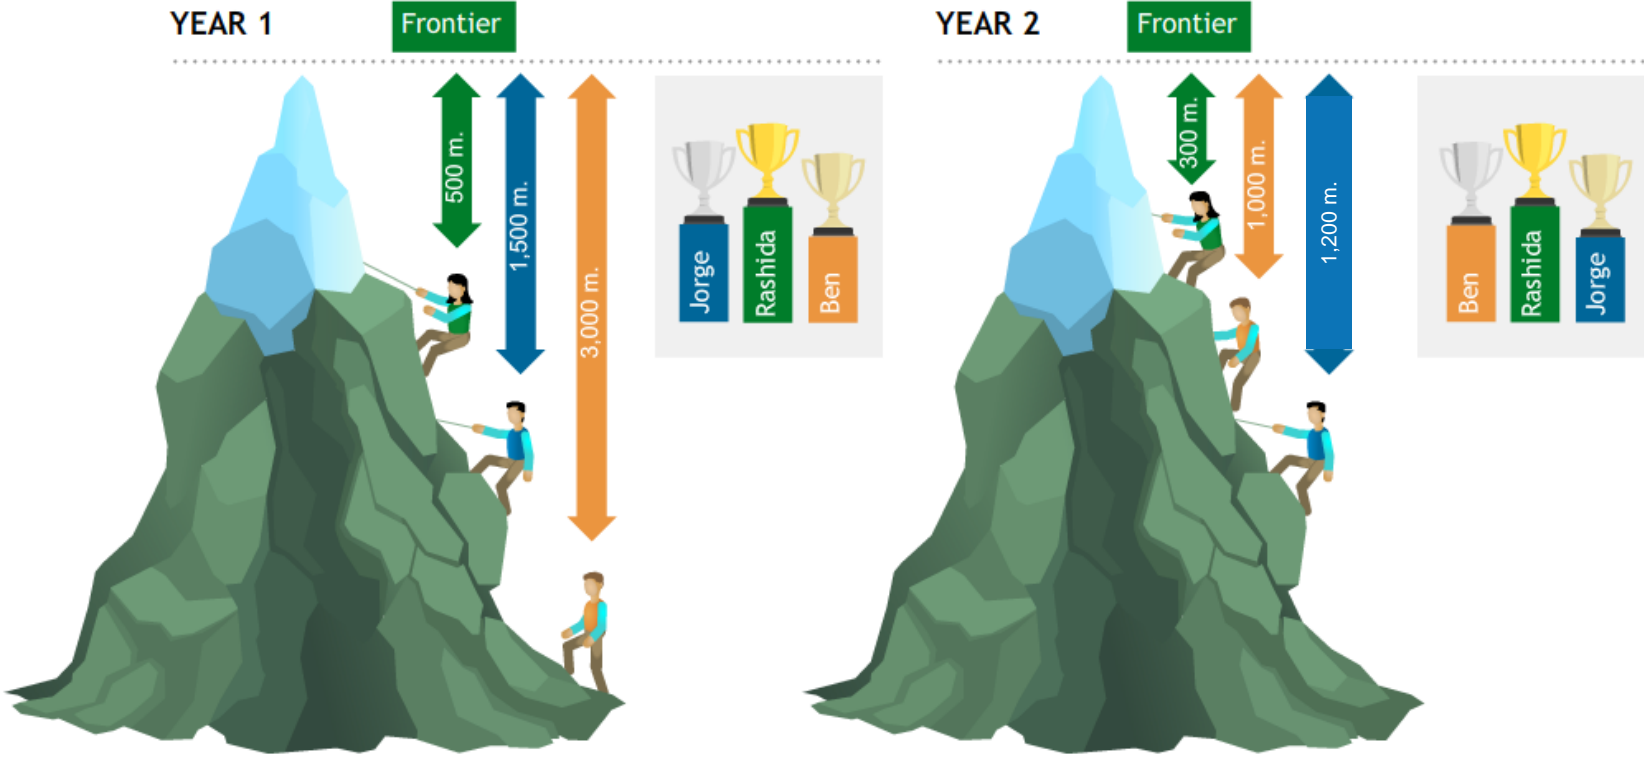 YEAR 1
Frontier
500 m.
1,500 m.
3,000 m.
Jorge
Rashida
Ben
YEAR 2
Frontier
300 m.
1,000 m.
1,200 m.
Ben
Rashida
Jorge